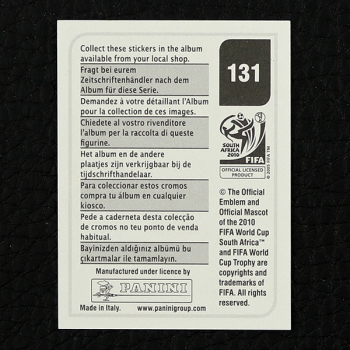 Collect these stickers in the album
available from your local shop.
Fragt bei eurem
Zeitschriftenhändler nach dem
Album für diese Serie.
Demandez à votre détaillant l'Album
pour la collection de ces images.
Chiedete al vostro rivenditore
l'album per la raccolta di queste
figurine.
Het album en de andere
plaatjes zijn verkrijgbaar bij de
tijdschrifthandelaar.
Para coleccionar estos cromos
compra tu álbum en cualquier
kiosco.
Pede a caderneta desta colecção
de cromos no teu ponto de venda
habitual.
Bayinizden aldığınız albümü bu
çıkartmalar ile tamamlayın.
Manufactured under licence by
PANINI
Made in Italy. www.paninigroup.com
131
SOUTH AFRICA
2010
FIFA
OFFICIAL LICENSED
PRODUCT
© 2005 FIFA TM
© The Official
Emblem and
Official Mascot
of the 2010
FIFA World Cup
South Africa™
and FIFA World
Cup Trophy are
copyrights and
trademarks of
FIFA. All rights
reserved.